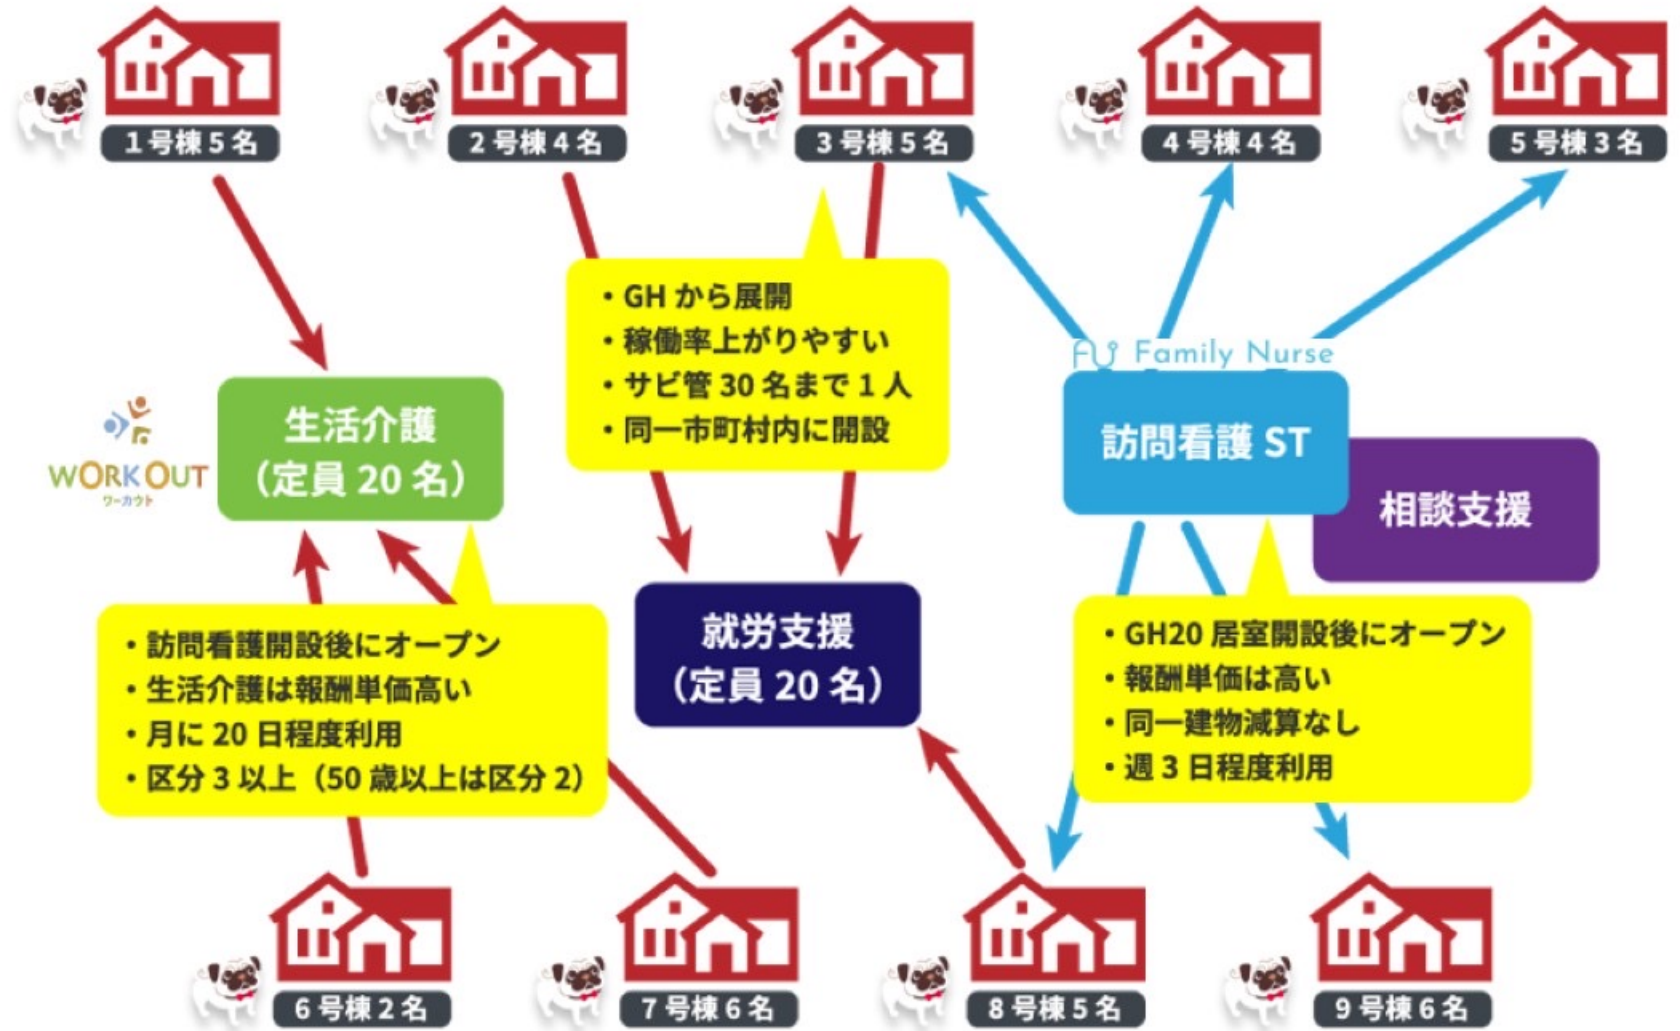 1号棟5名
2号棟4名
3号棟5名
4号棟4名
5号棟3名
・GHから展開
・稼働率上がりやすい
・サビ管30名まで1人
・同一市町村内に開設
Family Nurse
訪問看護ST
相談支援
WORK OUT
ワーカウト
生活介護
（定員20名）
就労支援
（定員20名）
・訪問看護開設後にオープン
・生活介護は報酬単価高い
・月に20日程度利用
・区分3以上（50歳以上は区分2）
・GH20居室開設後にオープン
・報酬単価は高い
・同一建物減算なし
・週3日程度利用
6号棟2名
7号棟6名
8号棟5名
9号棟6名